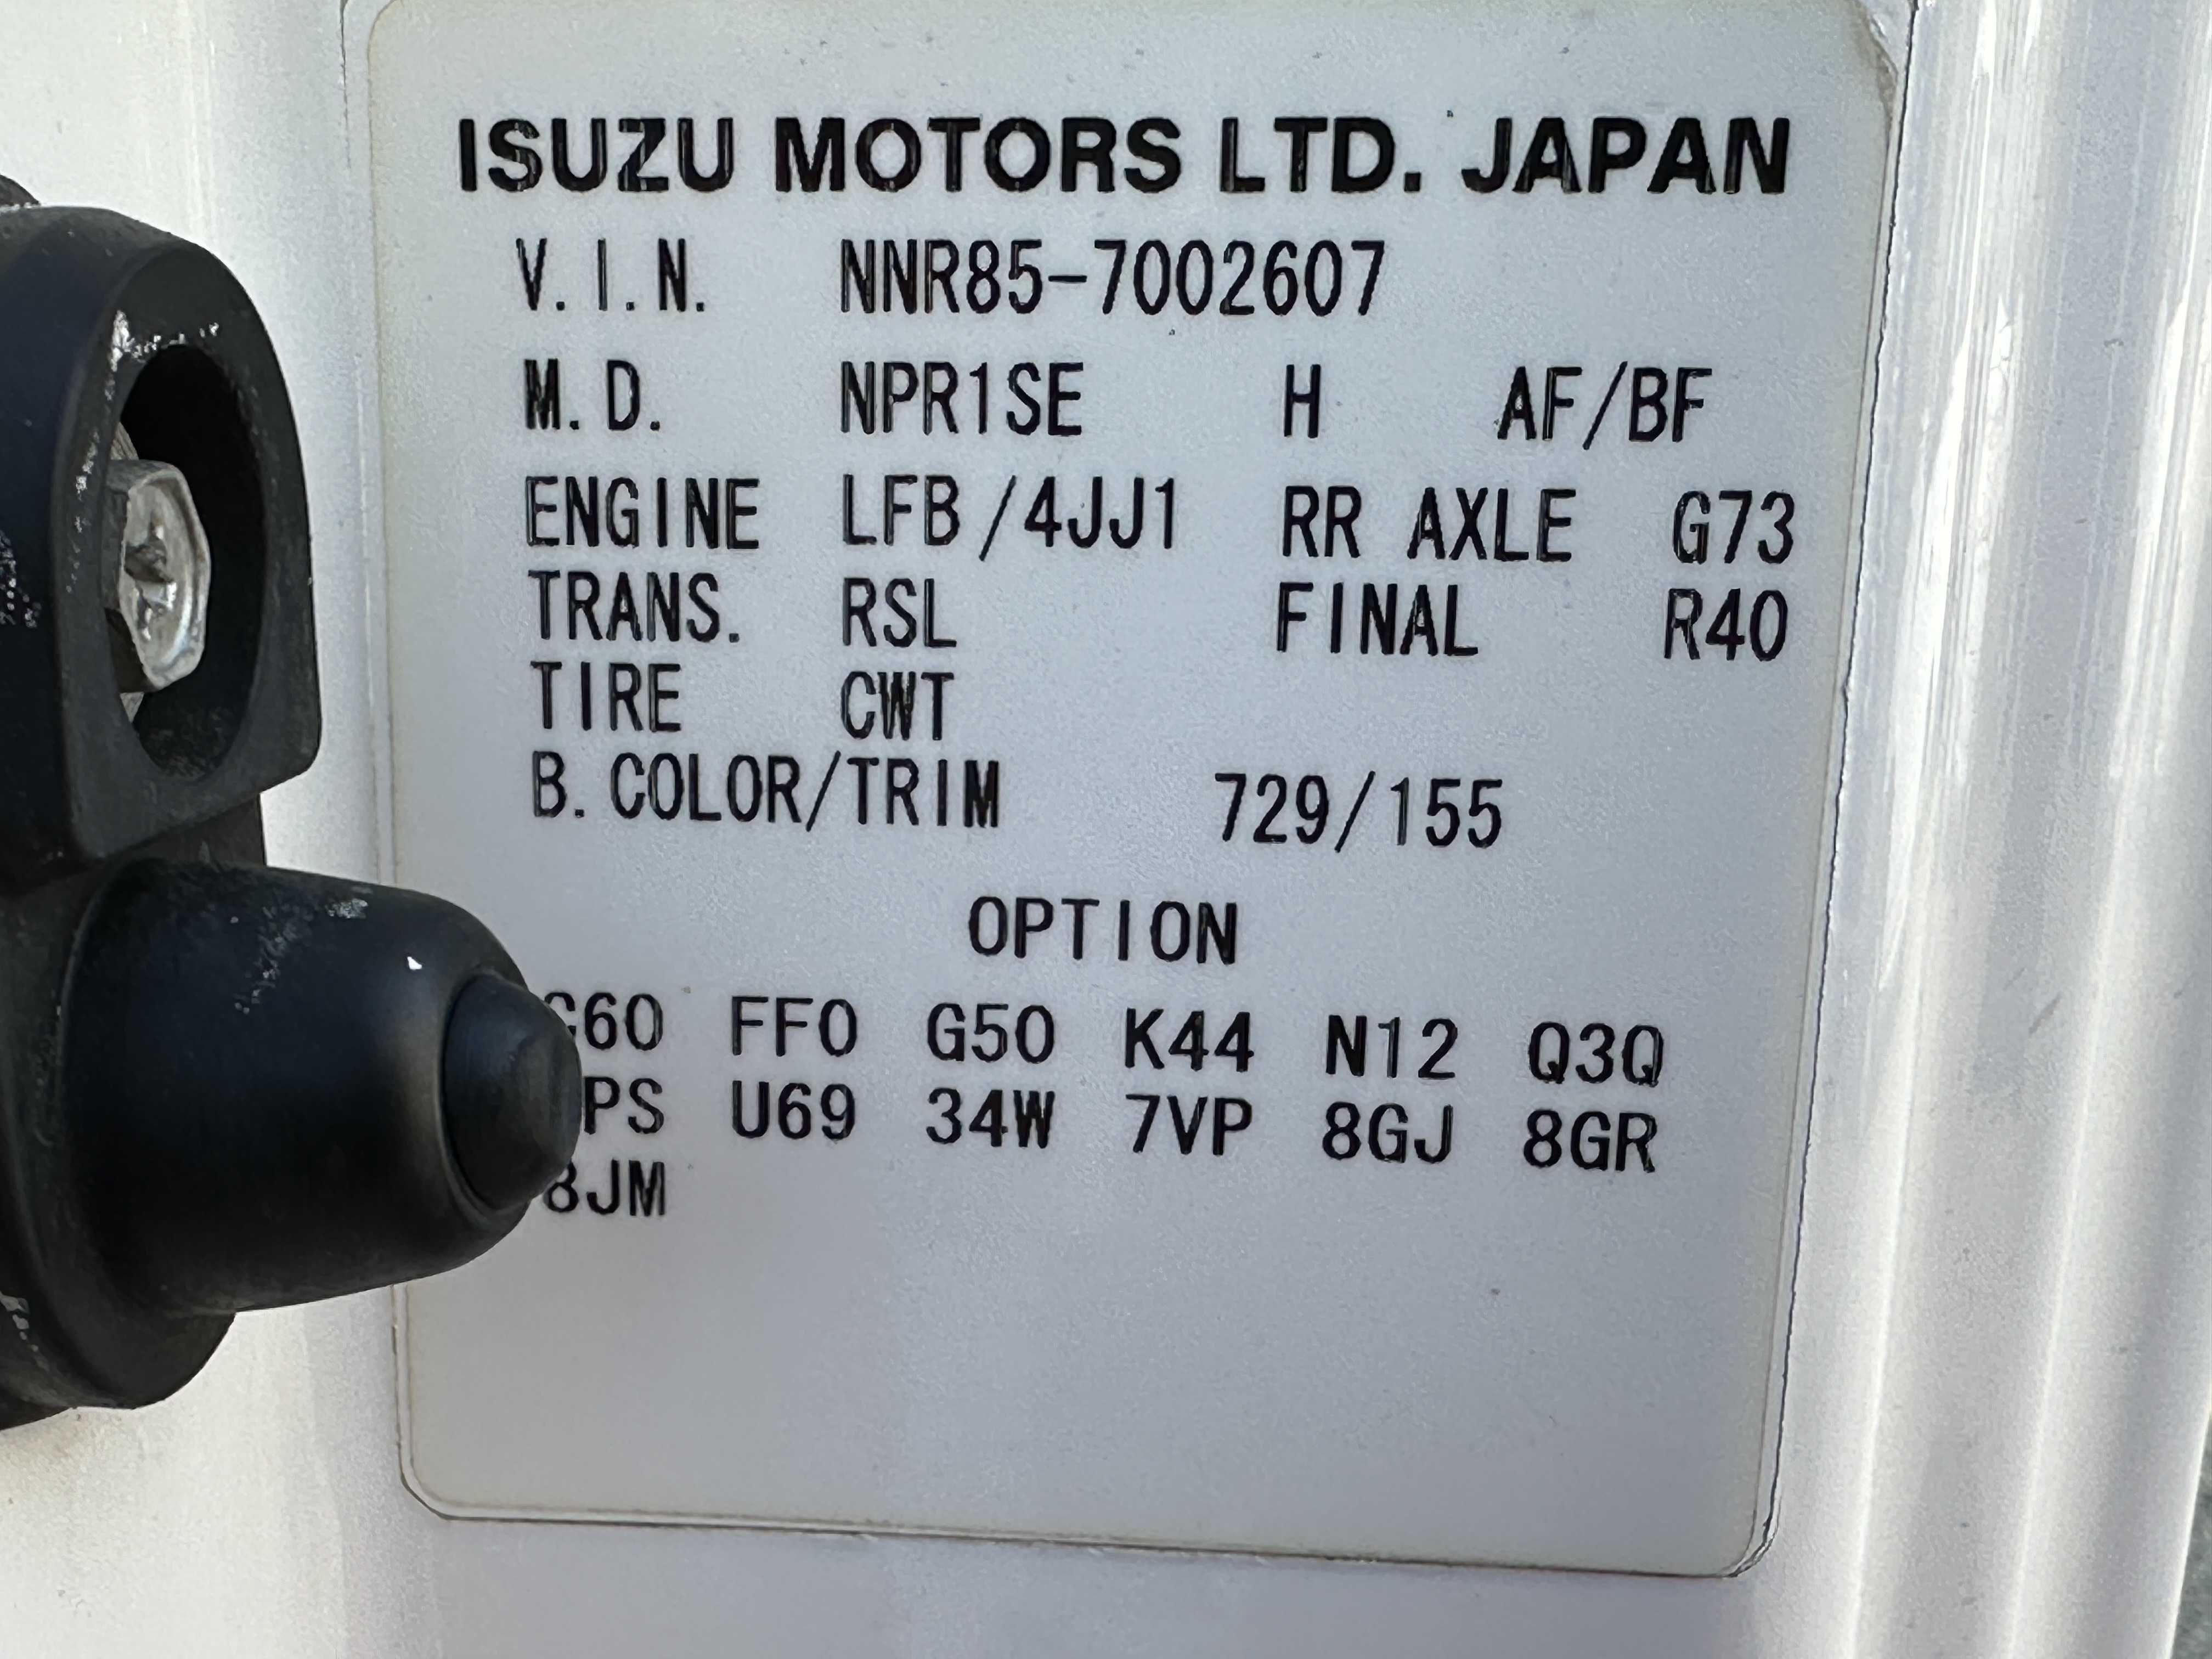 ISUZU MOTORS LTD. JAPAN
V.I.N. NNR85-7002607
M.D. NPR1SE H AF/BF
ENGINE LFB/4JJ1 RR AXLE G73
TRANS. RSL FINAL R40
TIRE CWT
B.COLOR/TRIM 729/155
OPTION
FF0 G50 K44 N12 Q3Q
U69 34W 7VP 8GJ 8GR
8JM